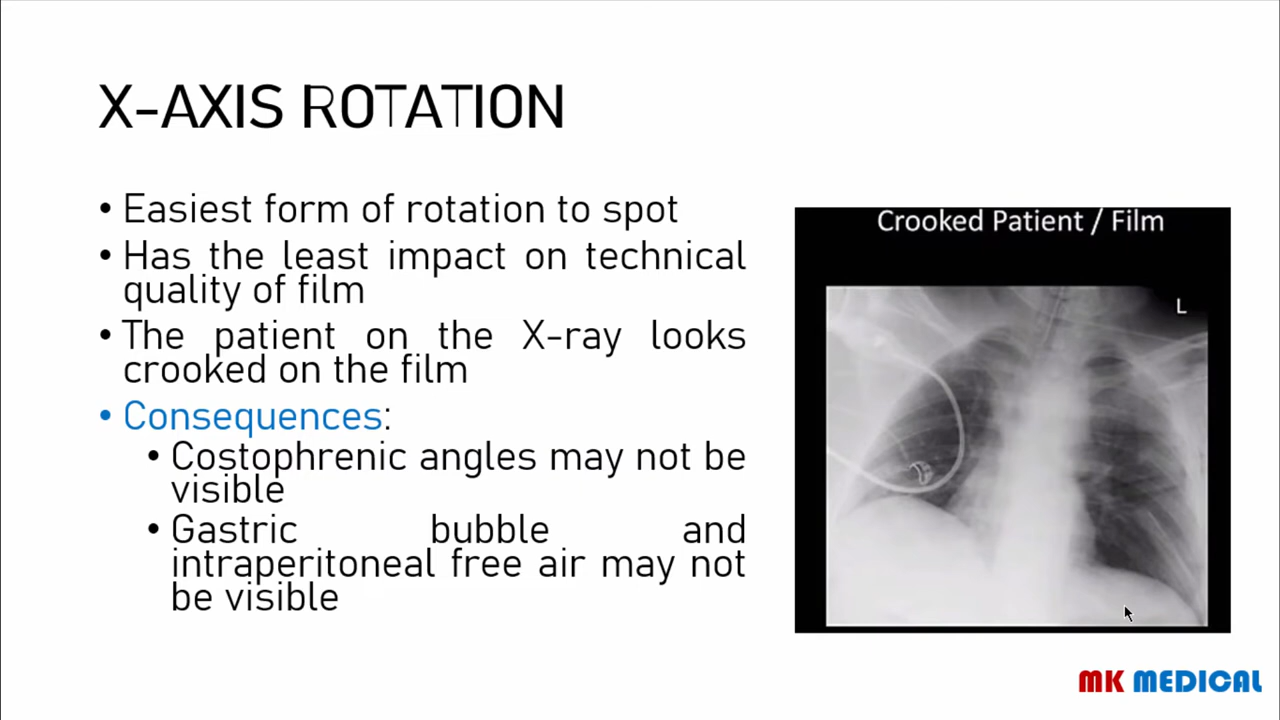 X-AXIS ROTATION
• Easiest form of rotation to spot
• Has the least impact on technical
quality of film
• The patient on the X-ray looks
crooked on the film
• Consequences:
• Costophrenic angles may not be
visible
• Gastric bubble and
intraperitoneal free air may not
be visible
Crooked Patient / Film
L
MK MEDICAL